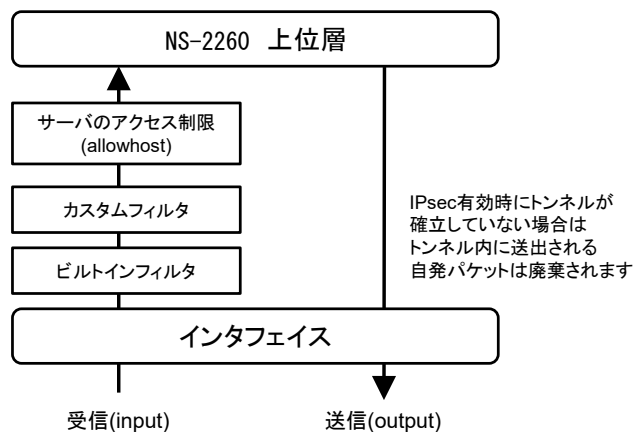 NS-2260 上位層
サーバのアクセス制限
(allowhost)
カスタムフィルタ
ビルトインフィルタ
IPsec有効時にトンネルが
確立していない場合は
トンネル内に送出される
自発パケットは廃棄されます
インタフェイス
受信(input)
送信(output)